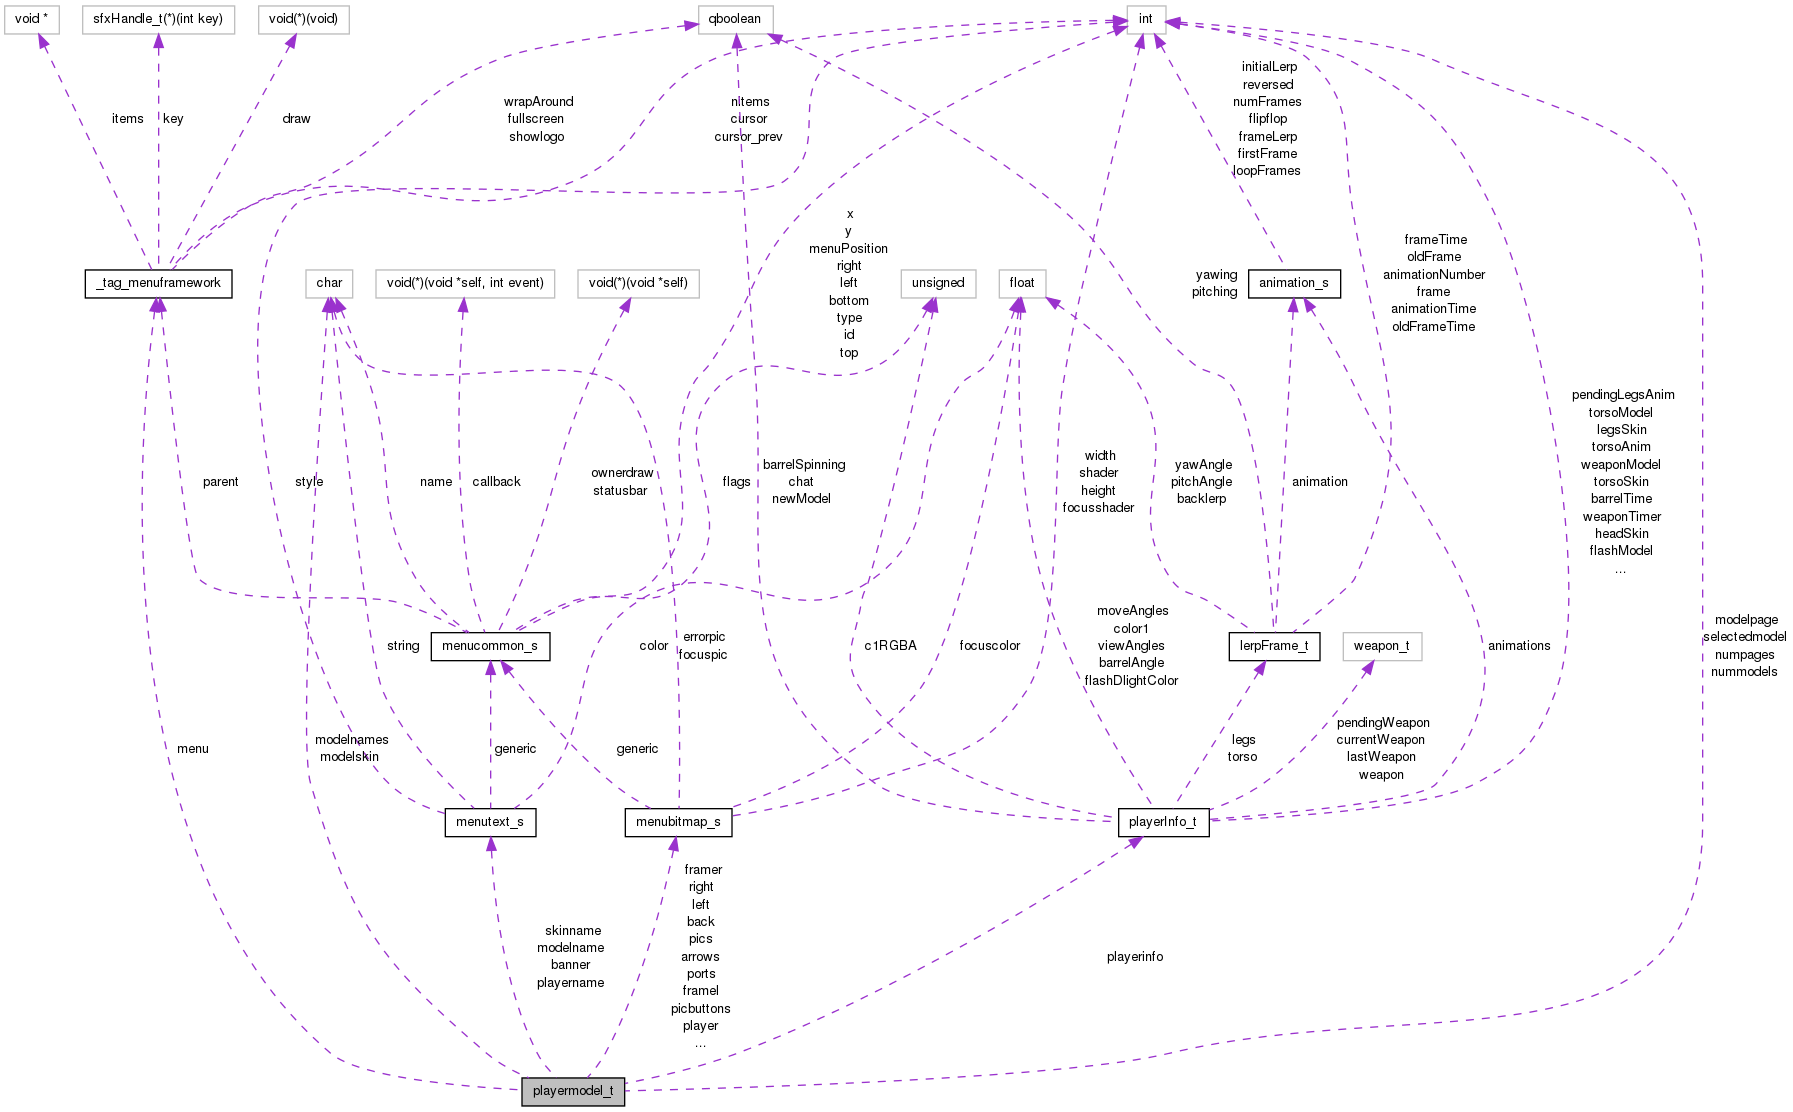 void *
sfxHandle_t(*)(int key)
void(*)(void)
qboolean
int
items
key
draw
wrapAround
fullscreen
showlogo
nitems
cursor
cursor_prev
initialLerp
reversed
numFrames
flipflop
frameLerp
firstFrame
loopFrames
_tag_menuframework
char
void(*)(void *self, int event)
void(*)(void *self)
x
y
menuPosition
right
left
bottom
type
id
top
unsigned
float
yawing
pitching
animation_s
frameTime
oldFrame
animationNumber
frame
animationTime
oldFrameTime
parent
style
name
callback
ownerdraw
statusbar
flags
barrelSpinning
chat
newModel
width
shader
height
focusshader
yawAngle
pitchAngle
backlerp
animation
pendingLegsAnim
torsoModel
legsSkin
torsoAnim
weaponModel
torsoSkin
barrelTime
weaponTimer
headSkin
flashModel
...
string
menucommon_s
color
errorpic
focuspic
c1RGBA
focuscolor
moveAngles
color1
viewAngles
barrelAngle
flashDlightColor
lerpFrame_t
weapon_t
animations
modelpage
selectedmodel
numpages
nummodels
menu
modelnames
modelskin
generic
generic
legs
torso
pendingWeapon
currentWeapon
lastWeapon
weapon
menutext_s
menubitmap_s
playerInfo_t
skinname
modelname
banner
playername
framer
right
left
back
pics
arrows
ports
framel
picbuttons
player
...
playerinfo
playermodel_t